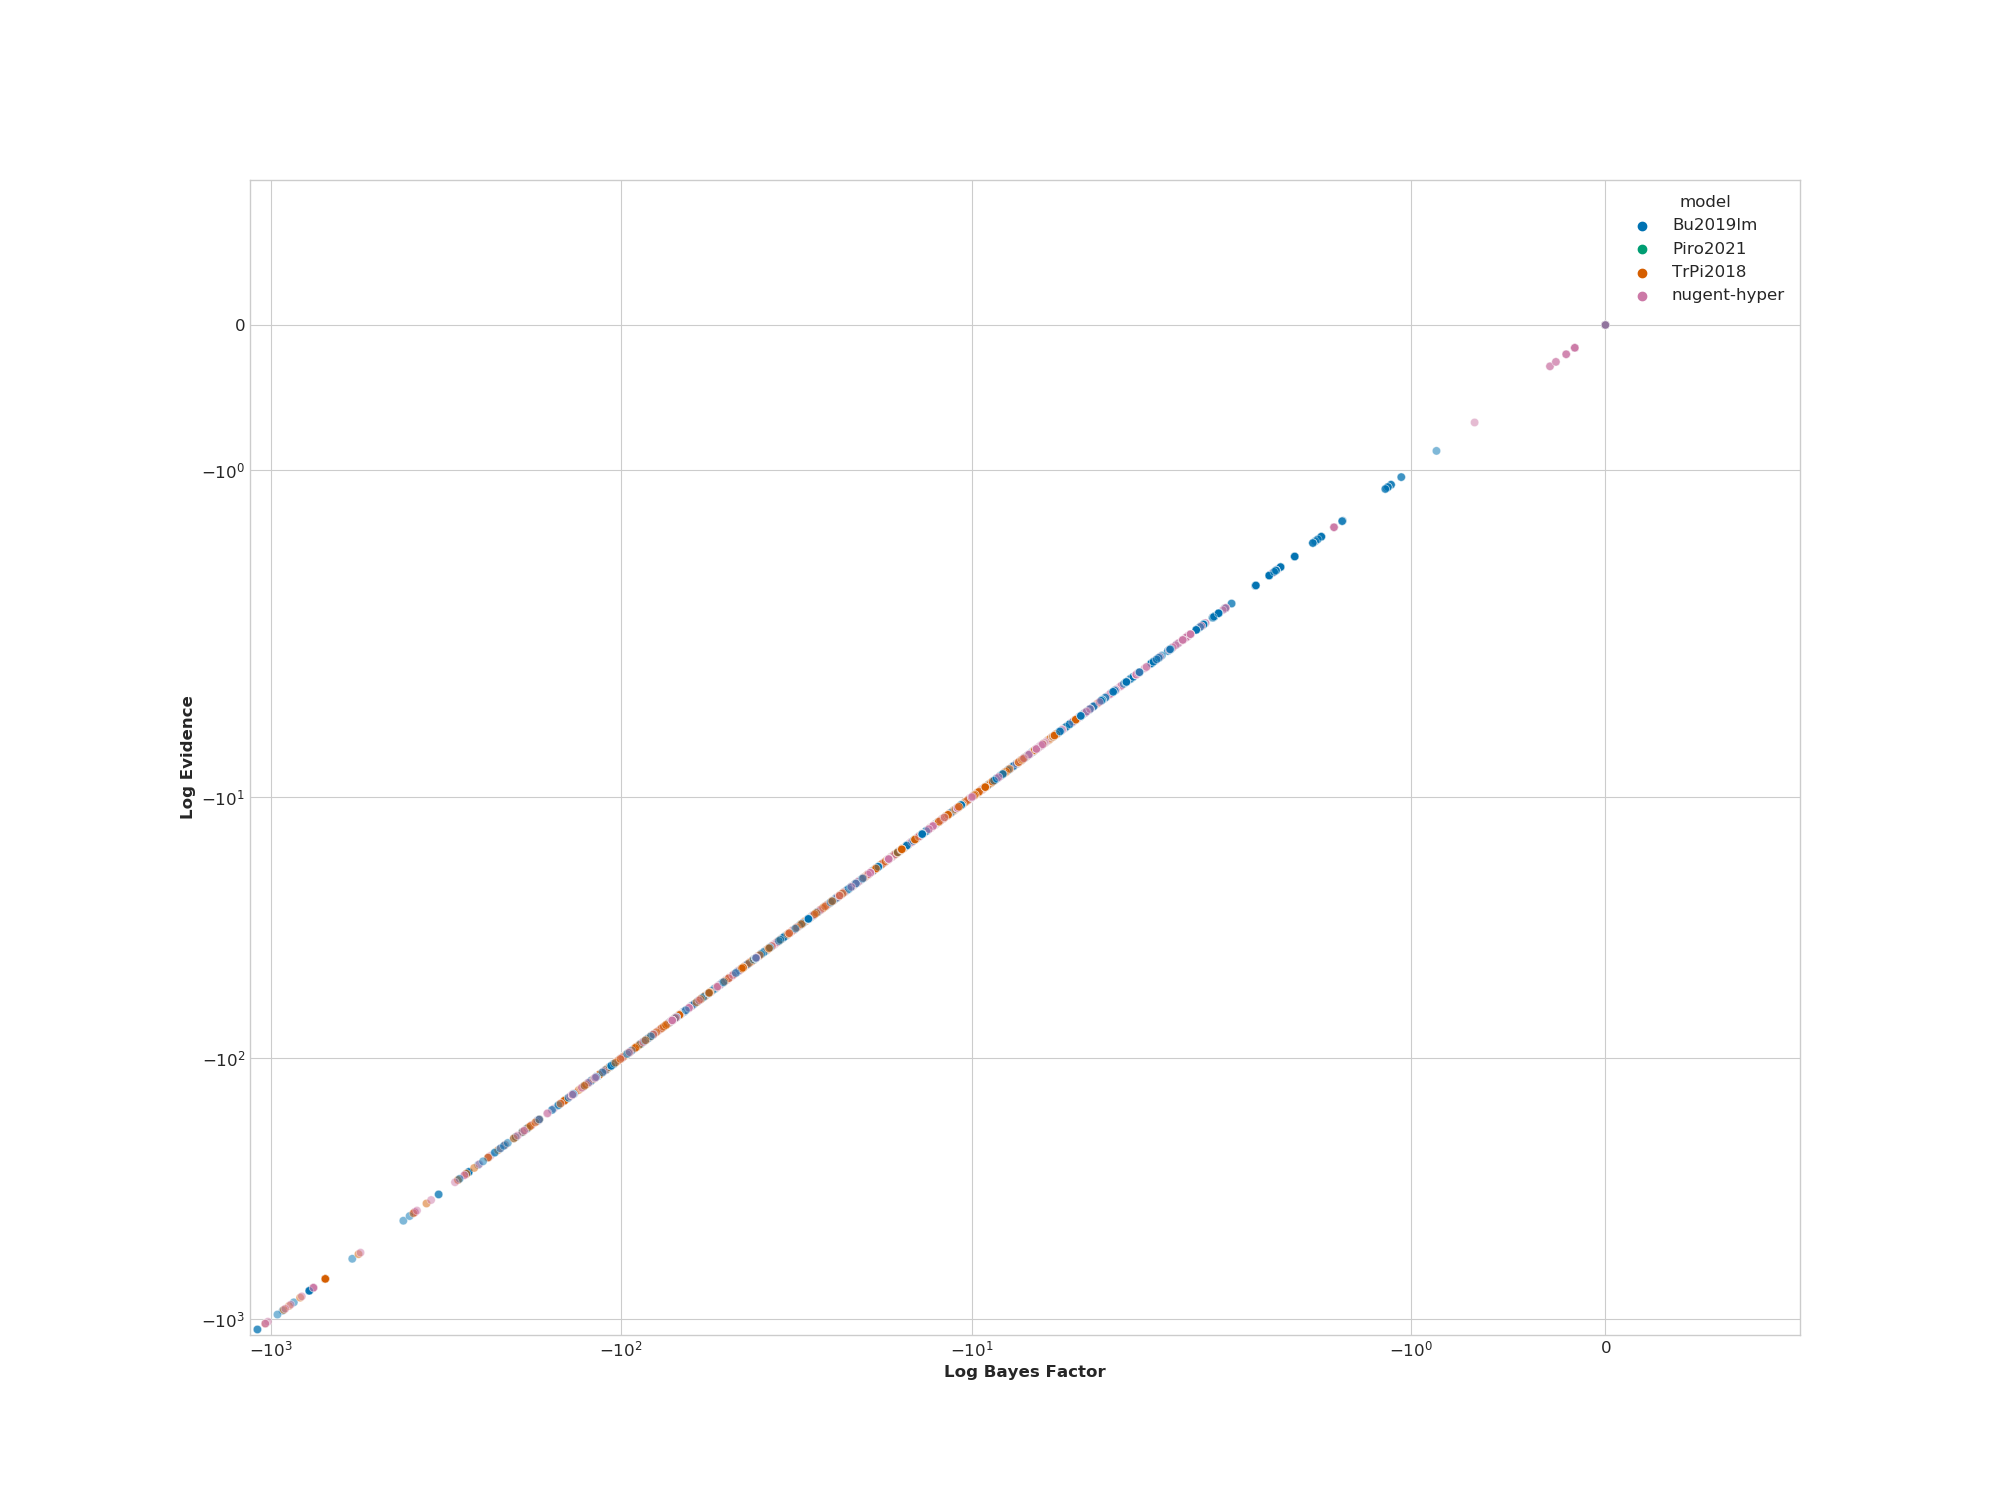 model
Bu2019lm
Piro2021
TrPi2018
nugent-hyper
0
−10⁰
−10¹
−10²
−10³
Log Evidence
−10³
−10²
−10¹
−10⁰
0
Log Bayes Factor